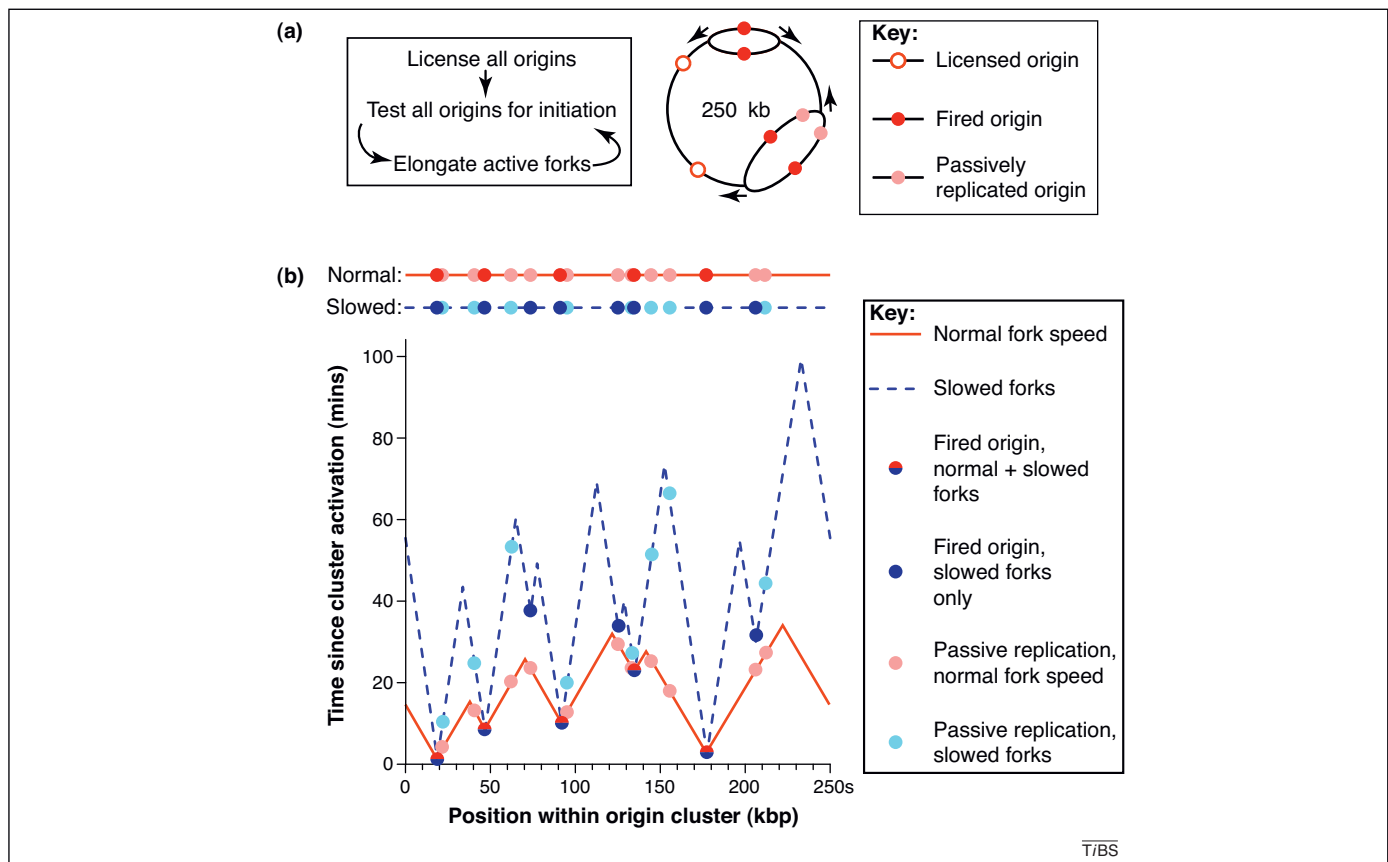 (a)
License all origins
Test all origins for initiation
Elongate active forks
250 kb
Key:
Licensed origin
Fired origin
Passively
replicated origin
(b)
Normal:
Slowed:
Time since cluster activation (mins)
100
80
60
40
20
0
0
50
100
150
200
250s
Position within origin cluster (kbp)
Key:
Normal fork speed
Slowed forks
Fired origin,
normal + slowed
forks
Fired origin,
slowed forks
only
Passive replication,
normal fork speed
Passive replication,
slowed forks
TiBS